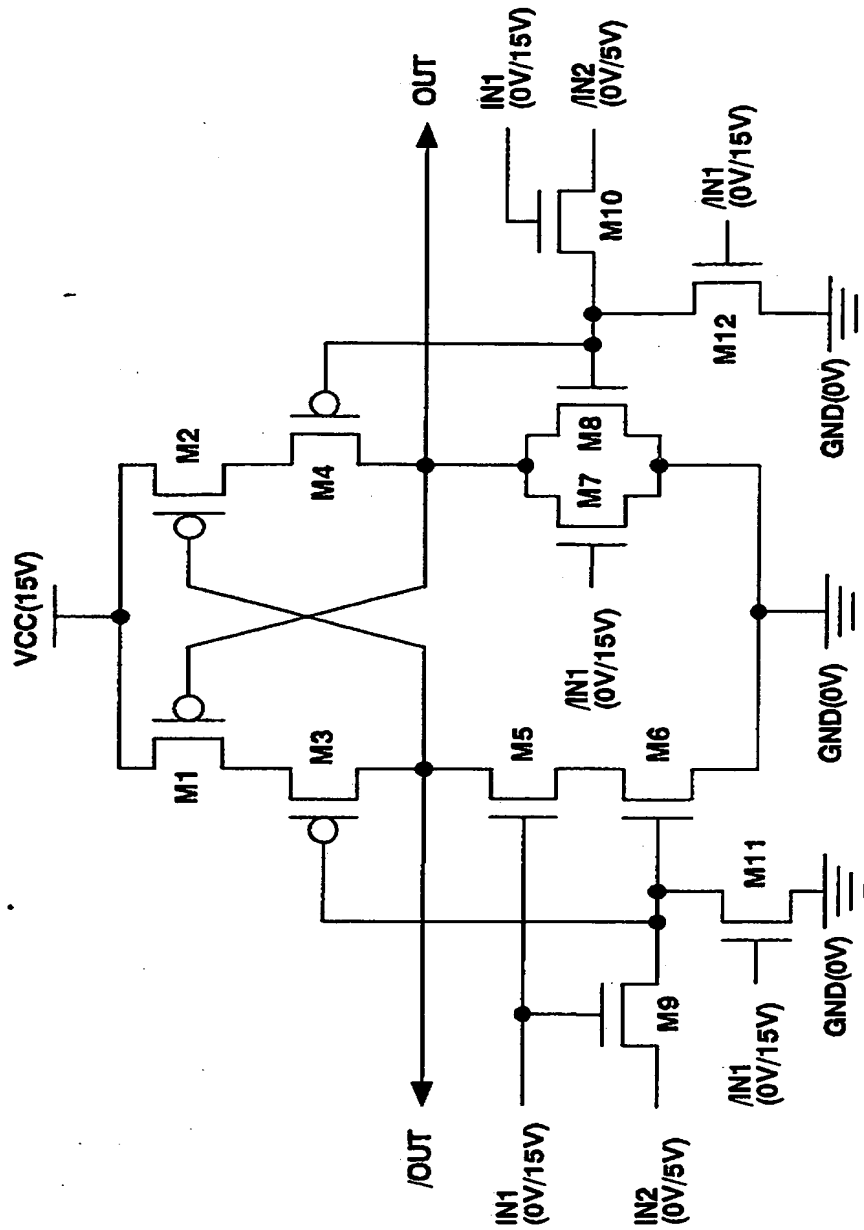 VCC(15V)
M1
M2
M3
M4
/OUT
OUT
IN1
(0V/15V)
M5
IN2
(0V/5V)
M6
M9
/IN1
(0V/15V)
M11
GND(0V)
/IN1
(0V/15V)
M7
M8
GND(0V)
IN1
(0V/15V)
/IN2
(0V/5V)
M10
/IN1
(0V/15V)
M12
GND(0V)